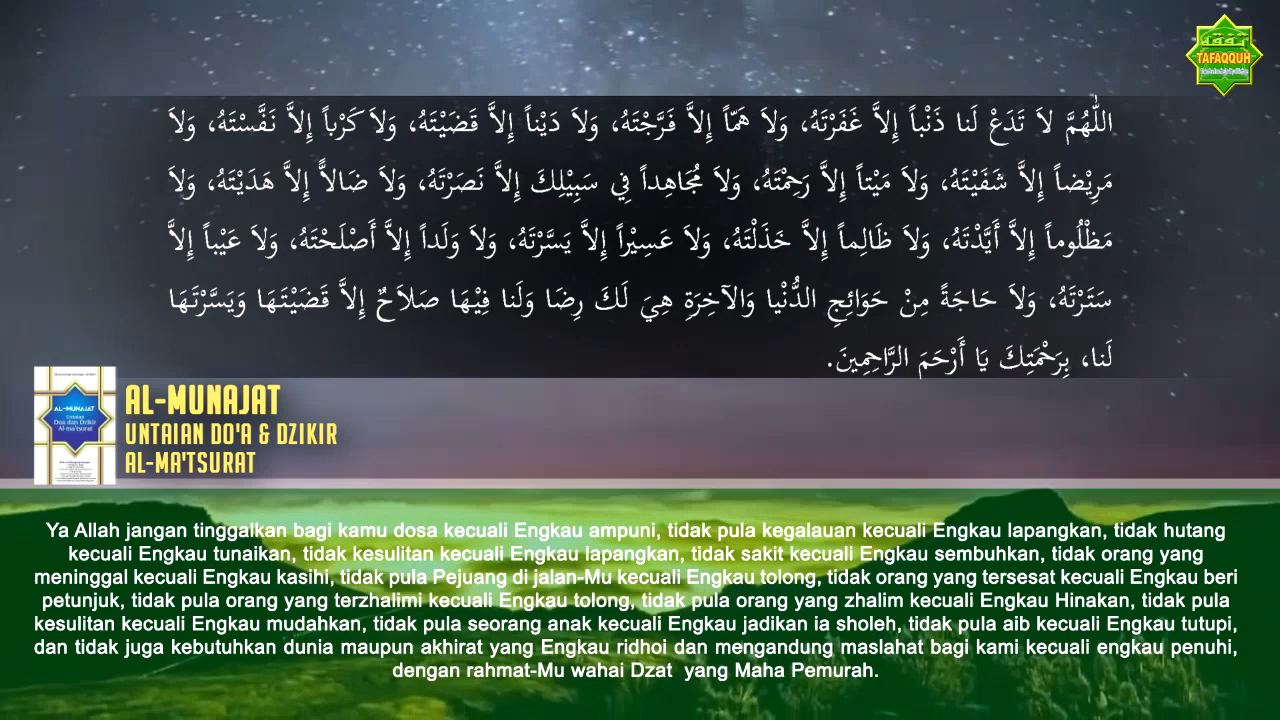 TAFAQQUH
اللّٰهُمَّ لاَ تَدَعْ لَنا ذَنْباً إِلاَّ غَفَرْتَهُ، وَلاَ هَمّاً إِلاَّ فَرَّجْتَهُ، وَلاَ دَيْناً إِلاَّ قَضَيْتَهُ، وَلاَ كَرْباً إِلاَّ نَفَّسْتَهُ، وَلاَ
مَرِيْضاً إِلاَّ شَفَيْتَهُ، وَلاَ مَيْتاً إِلاَّ رَحِمْتَهُ، وَلاَ مُجَاهِداً فِي سَبِيْلِكَ إِلاَّ نَصَرْتَهُ، وَلاَ ضَالاًّ إِلاَّ هَدَيْتَهُ، وَلاَ
مَظْلُوماً إِلاَّ أَيَّدْتَهُ، وَلاَ ظَالِماً إِلاَّ خَذَلْتَهُ، وَلاَ عَسِيْراً إِلاَّ يَسَّرْتَهُ، وَلاَ وَلَداً إِلاَّ أَصْلَحْتَهُ، وَلاَ عَيْباً إِلاَّ
سَتَرْتَهُ، وَلاَ حَاجَةً مِنْ حَوَائِجِ الدُّنْيا وَالآخِرَةِ هِيَ لَكَ رِضَا وَلَنا فِيْهَا صَلاَحٌ إِلاَّ قَضَيْتَهَا وَيَسَّرْتَهَا
لَنا، بِرَحْمَتِكَ يَا أَرْحَمَ الرَّاحِمِينَ.
AL-MUNAJAT
Untaian
Doa dan Dzikir
Al-ma'tsurat
AL-MUNAJAT
UNTAIAN DO'A & DZIKIR
AL-MA'TSURAT
Ya Allah jangan tinggalkan bagi kamu dosa kecuali Engkau ampuni, tidak pula kegalauan kecuali Engkau lapangkan, tidak hutang
kecuali Engkau tunaikan, tidak kesulitan kecuali Engkau lapangkan, tidak sakit kecuali Engkau sembuhkan, tidak orang yang
meninggal kecuali Engkau kasihi, tidak pula Pejuang di jalan-Mu kecuali Engkau tolong, tidak orang yang tersesat kecuali Engkau beri
petunjuk, tidak pula orang yang terzhalimi kecuali Engkau tolong, tidak pula orang yang zhalim kecuali Engkau Hinakan, tidak pula
kesulitan kecuali Engkau mudahkan, tidak pula seorang anak kecuali Engkau jadikan ia sholeh, tidak pula aib kecuali Engkau tutupi,
dan tidak juga kebutuhkan dunia maupun akhirat yang Engkau ridhoi dan mengandung maslahat bagi kami kecuali engkau penuhi,
dengan rahmat-Mu wahai Dzat  yang Maha Pemurah.